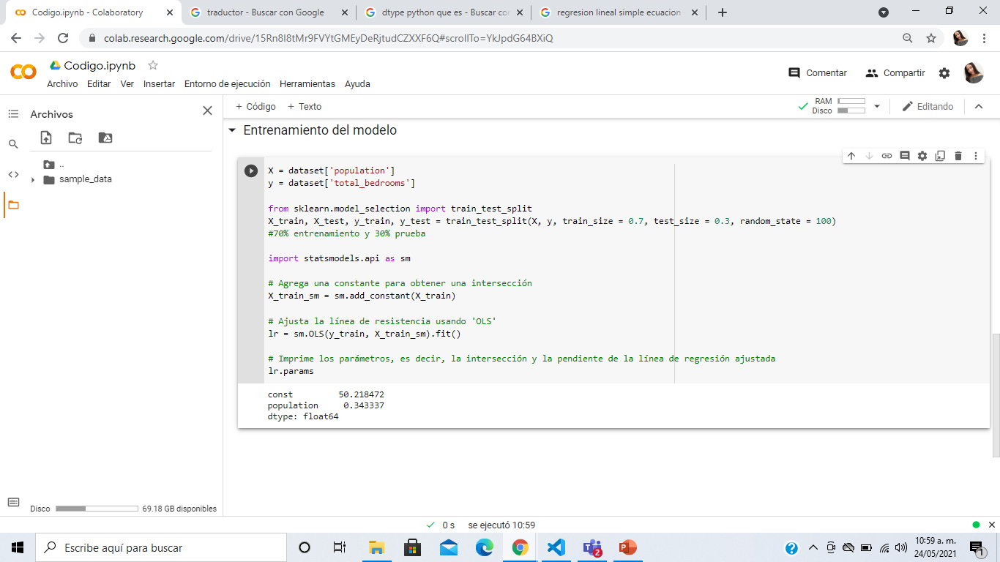 Codigo.ipynb - Colaboratory
traductor - Buscar con Google
dtype python que es - Buscar con
regresion lineal simple ecuacion
colab.research.google.com/drive/15Rn8I8tMr9FVYtGMEyDeRjtudCZXXF6Q#scrollTo=YkJpdG64BXiQ
Codigo.ipynb
Archivo Editar Ver Insertar Entorno de ejecución Herramientas Ayuda
Comentar
Compartir
Archivos
+ Código + Texto
RAM
Disco
Editando
..
sample_data
Entrenamiento del modelo
X = dataset['population']
y = dataset['total_bedrooms']
from sklearn.model_selection import train_test_split
X_train, X_test, y_train, y_test = train_test_split(X, y, train_size = 0.7, test_size = 0.3, random_state = 100)
#70% entrenamiento y 30% prueba
import statsmodels.api as sm
# Agrega una constante para obtener una intersección
X_train_sm = sm.add_constant(X_train)
# Ajusta la línea de resistencia usando 'OLS'
lr = sm.OLS(y_train, X_train_sm).fit()
# Imprime los parámetros, es decir, la intersección y la pendiente de la línea de regresión ajustada
lr.params
const 50.218472
population 0.343337
dtype: float64
Disco 69.18 GB disponibles
0 s se ejecutó 10:59
Escribe aquí para buscar
2
10:59 a. m.
24/05/2021
1